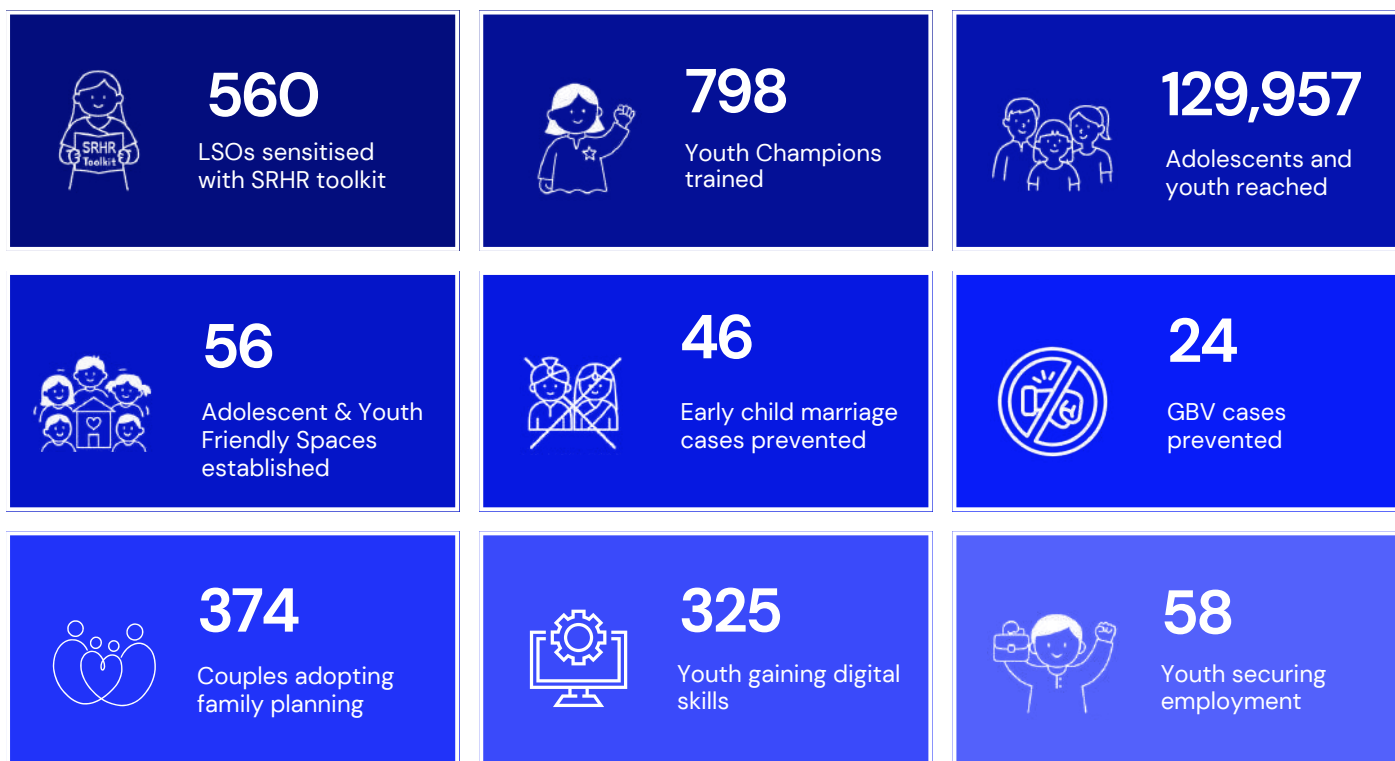 SRHR
Toolkit
560
LSOs sensitised
with SRHR toolkit
798
Youth Champions
trained
129,957
Adolescents and
youth reached
56
Adolescent & Youth
Friendly Spaces
established
46
Early child marriage
cases prevented
24
GBV cases
prevented
374
Couples adopting
family planning
325
Youth gaining digital
skills
58
Youth securing
employment